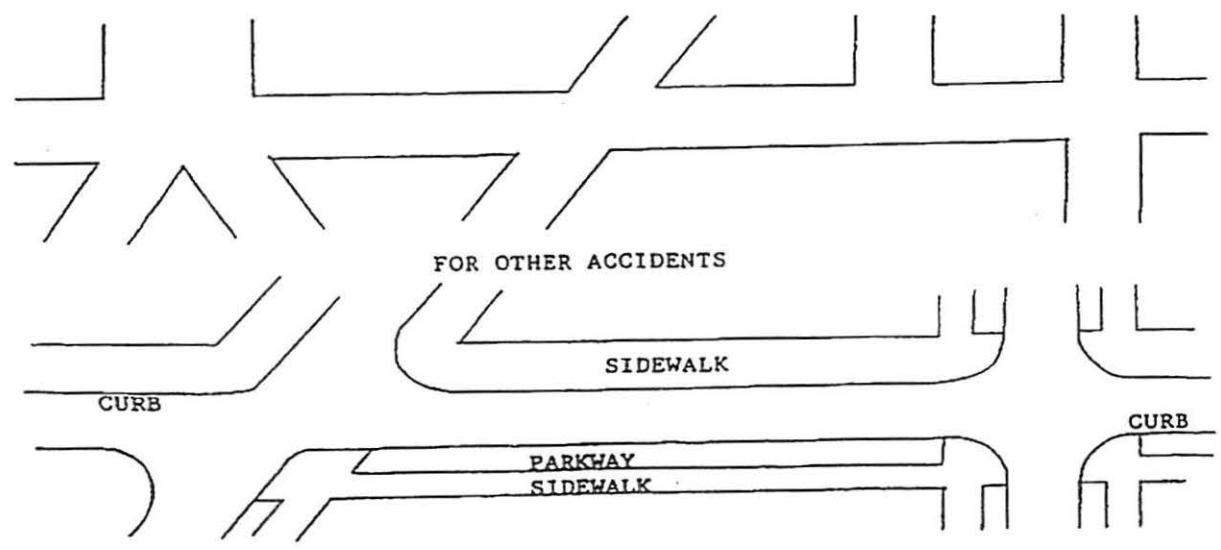 FOR OTHER ACCIDENTS
SIDEWALK
CURB
CURB
PARKWAY
SIDEWALK